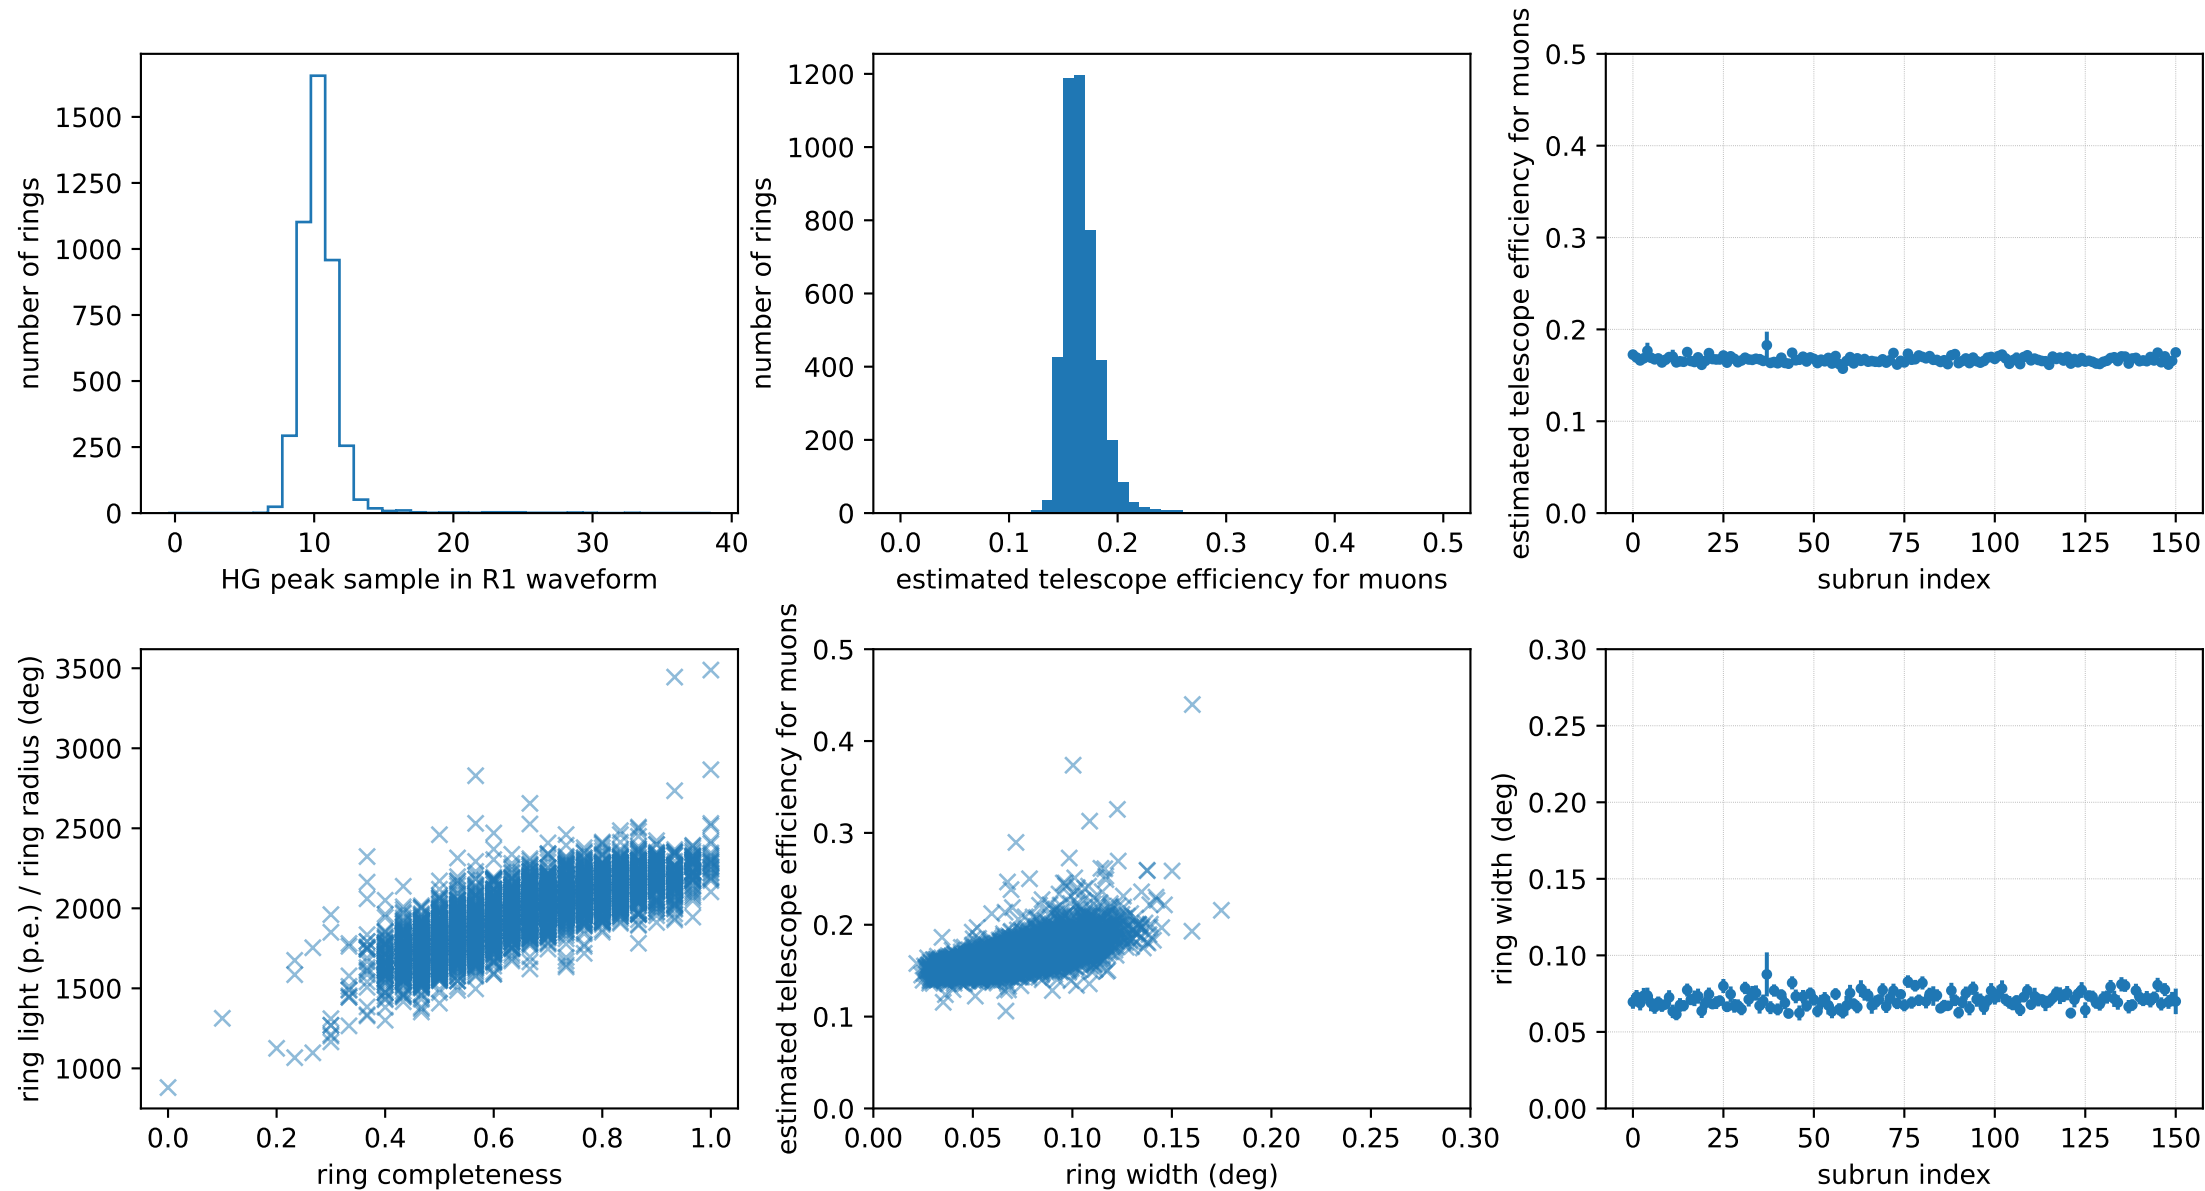 number of rings
1500
1250
1000
750
500
250
0
0 10 20 30 40
HG peak sample in R1 waveform
number of rings
1200
1000
800
600
400
200
0
0.0 0.1 0.2 0.3 0.4 0.5
estimated telescope efficiency for muons
estimated telescope efficiency for muons
0.5
0.4
0.3
0.2
0.1
0.0
0 25 50 75 100 125 150
subrun index
ring light (p.e.) / ring radius (deg)
3500
3000
2500
2000
1500
1000
0.0 0.2 0.4 0.6 0.8 1.0
ring completeness
estimated telescope efficiency for muons
0.5
0.4
0.3
0.2
0.1
0.0
0.00 0.05 0.10 0.15 0.20 0.25 0.30
ring width (deg)
ring width (deg)
0.30
0.25
0.20
0.15
0.10
0.05
0.00
0 25 50 75 100 125 150
subrun index